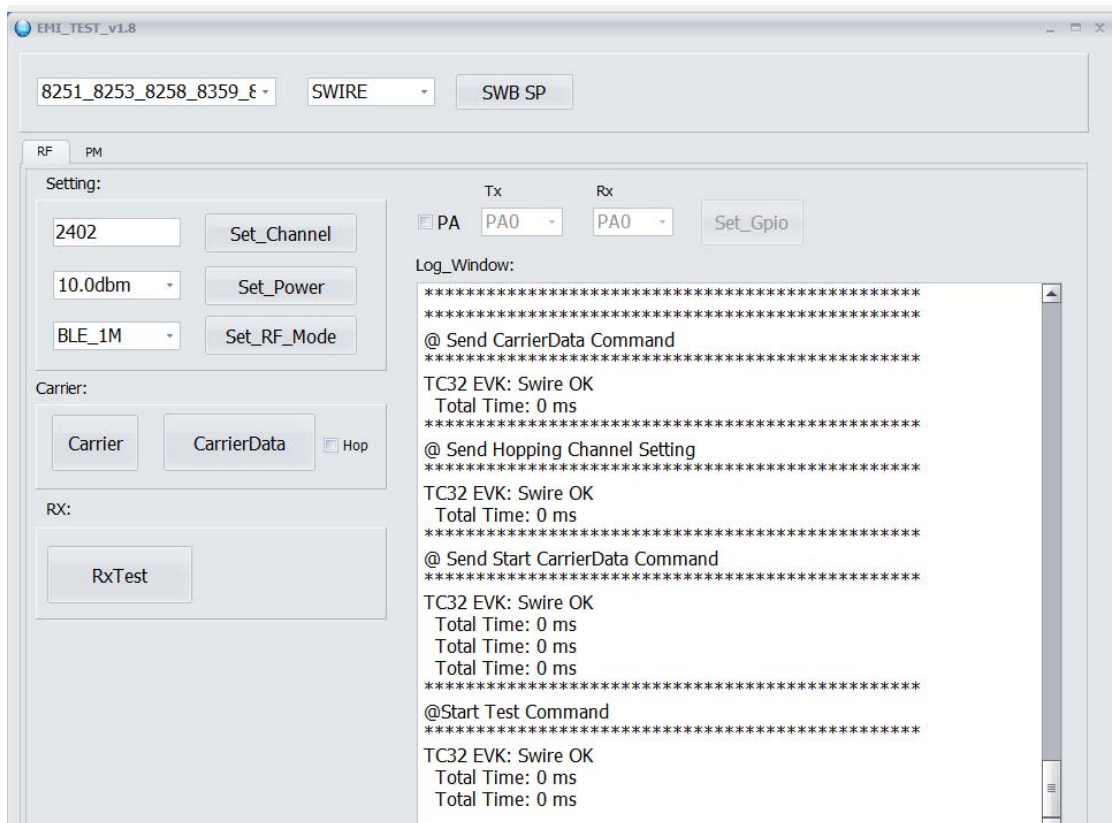 EMI_TEST_v1.8
8251_8253_8258_8359_8
SWIRE
SWB SP
RF
PM
Setting:
2402
Set_Channel
10.0dbm
Set_Power
BLE_1M
Set_RF_Mode
Carrier:
Carrier
CarrierData
Hop
RX:
RxTest
Tx
Rx
PA
PA0
PA0
Set_Gpio
Log_Window:
************************************************
************************************************
@ Send CarrierData Command
************************************************
TC32 EVK: Swire OK
Total Time: 0 ms
************************************************
@ Send Hopping Channel Setting
************************************************
TC32 EVK: Swire OK
Total Time: 0 ms
************************************************
@ Send Start CarrierData Command
************************************************
TC32 EVK: Swire OK
Total Time: 0 ms
Total Time: 0 ms
Total Time: 0 ms
************************************************
@Start Test Command
************************************************
TC32 EVK: Swire OK
Total Time: 0 ms
Total Time: 0 ms